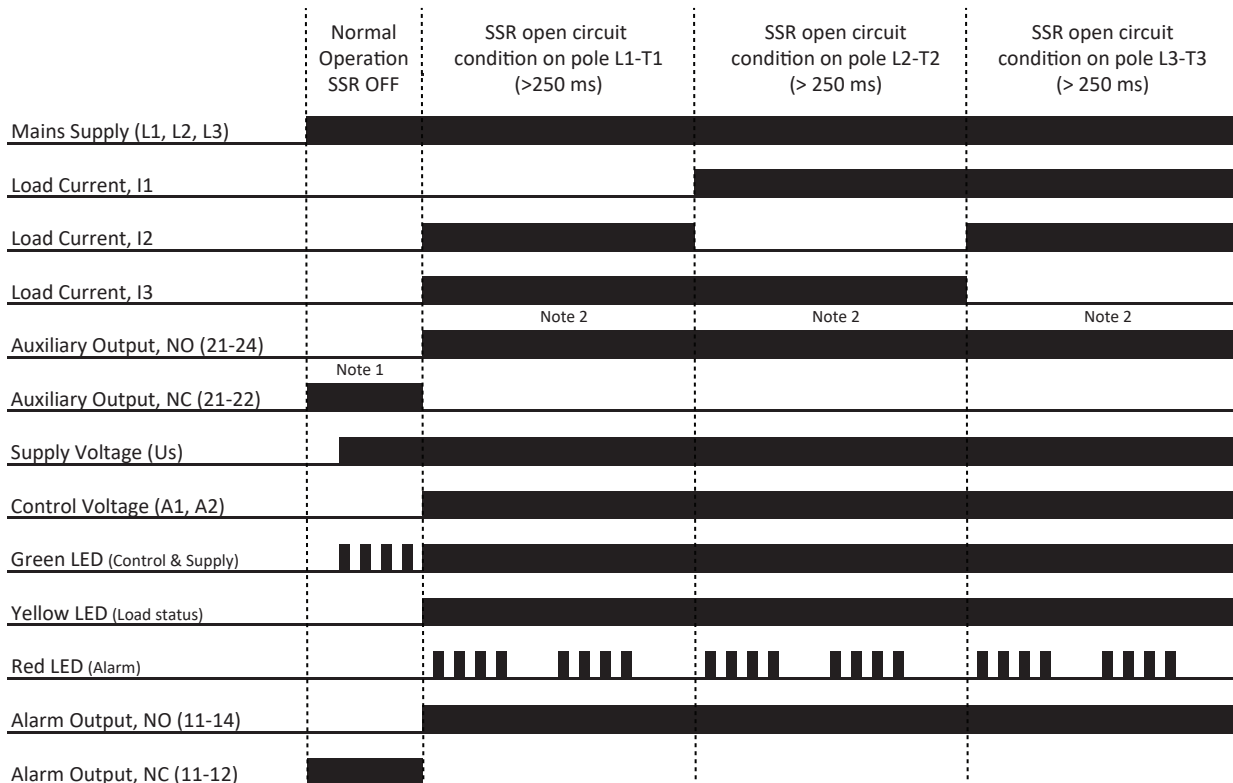 Normal
Operation
SSR OFF
SSR open circuit
condition on pole L1-T1
(>250 ms)
SSR open circuit
condition on pole L2-T2
(> 250 ms)
SSR open circuit
condition on pole L3-T3
(> 250 ms)
Mains Supply (L1, L2, L3)
Load Current, I1
Load Current, I2
Load Current, I3
Note 2
Note 2
Note 2
Auxiliary Output, NO (21-24)
Note 1
Auxiliary Output, NC (21-22)
Supply Voltage (Us)
Control Voltage (A1, A2)
Green LED (Control & Supply)
Yellow LED (Load status)
Red LED (Alarm)
Alarm Output, NO (11-14)
Alarm Output, NC (11-12)